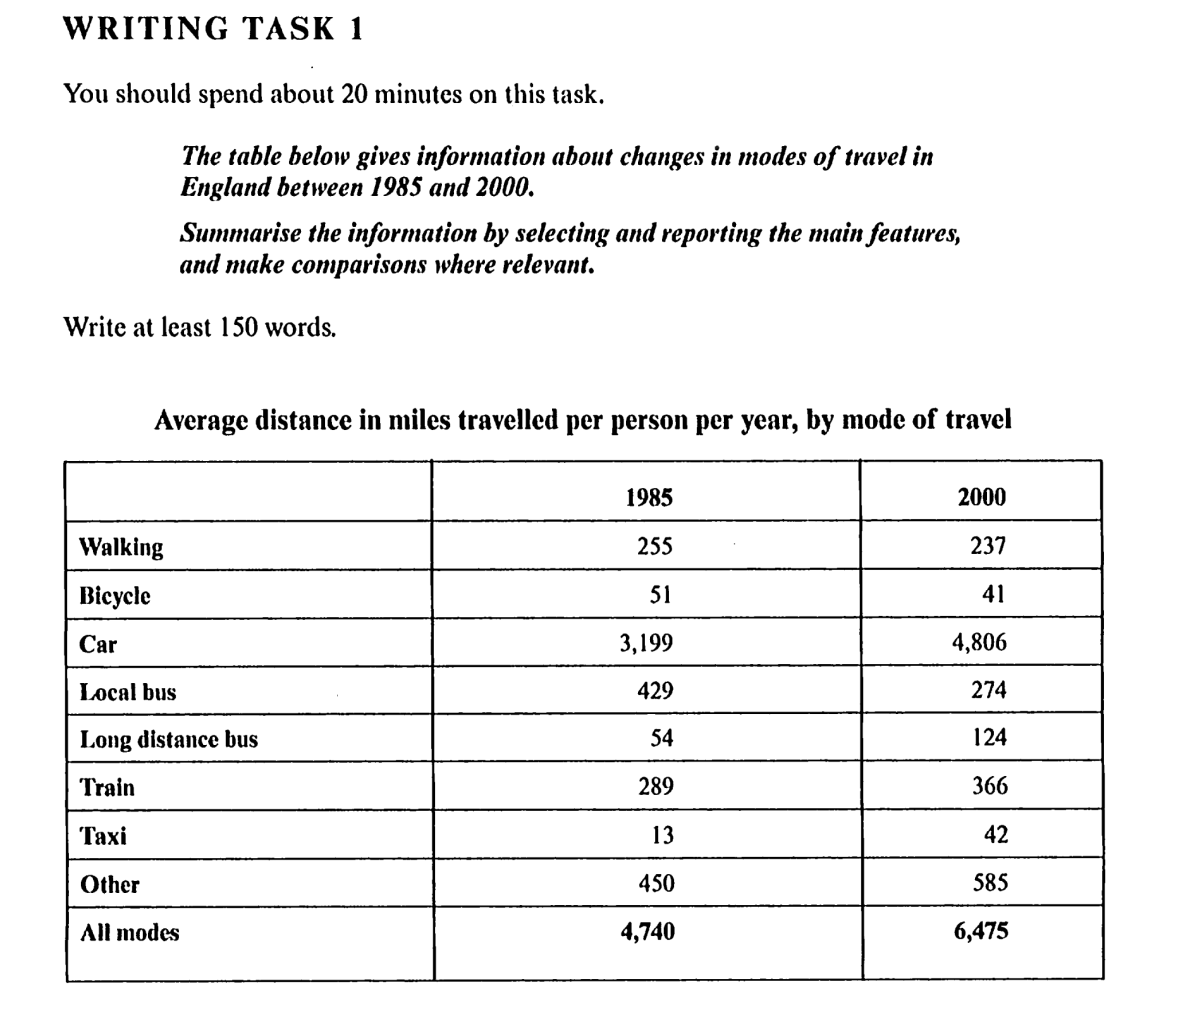 WRITING TASK 1
You should spend about 20 minutes on this task.
The table below gives information about changes in modes of travel in
England between 1985 and 2000.
Summarise the information by selecting and reporting the main features,
and make comparisons where relevant.
Write at least 150 words.
Average distance in miles travelled per person per year, by mode of travel
1985 2000
Walking 255 237
Bicycle 51 41
Car 3,199 4,806
Local bus 429 274
Long distance bus 54 124
Train 289 366
Taxi 13 42
Other 450 585
All modes 4,740 6,475